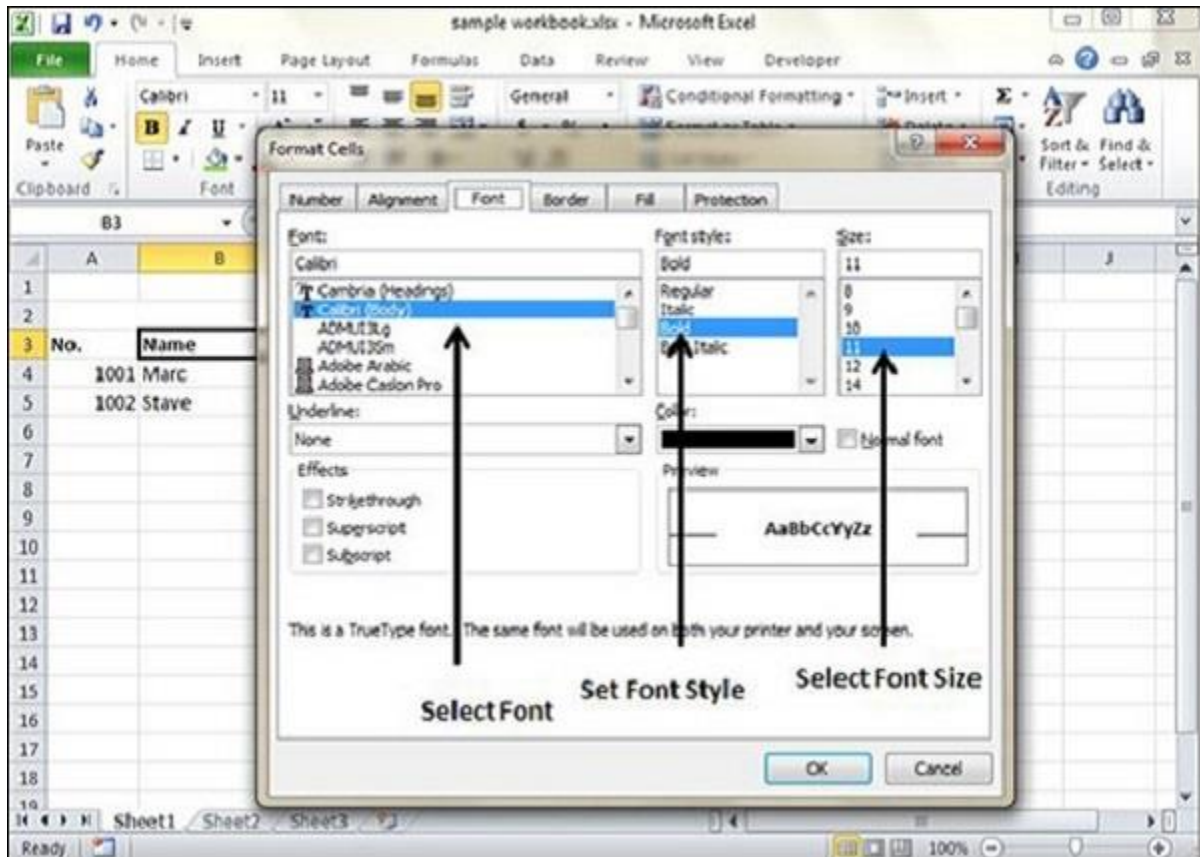 sample workbook.xlsx - Microsoft Excel
File Home Insert Page Layout Formulas Data Review View Developer
Calibri 11 General Conditional Formatting Insert Σ
B I U
Paste Sort & Filter Find & Select
Clipboard Font Editing
Format Cells
B3
Number Alignment Font Border Fill Protection
Font: Font style: Size:
Calibri Bold 11
Cambria (Headings) Regular 8
Calibri (Body) Italic 9
ADMUI3Lg Bold 10
ADMUI3Sm Bold Italic 11
Adobe Arabic 12
Adobe Caslon Pro 14
Underline: Color:
None Normal font
Effects Preview
Strikethrough
Superscript AaBbCcYyZz
Subscript
This is a TrueType font. The same font will be used on both your printer and your screen.
Select Font Set Font Style Select Font Size
OK Cancel
A B J
1
2
3 No. Name
4 1001 Marc
5 1002 Stave
6
7
8
9
10
11
12
13
14
15
16
17
18
19
Sheet1 Sheet2 Sheet3
Ready 100%